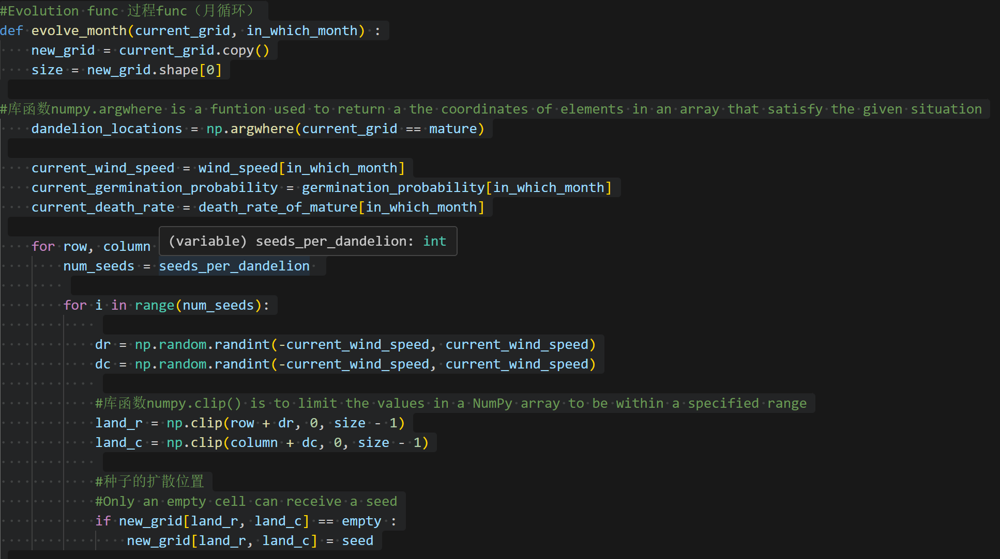 #Evolution func 过程func（月循环）
def evolve_month(current_grid, in_which_month) :
new_grid = current_grid.copy()
size = new_grid.shape[0]
#库函数numpy.argwhere is a funtion used to return a the coordinates of elements in an array that satisfy the given situation
dandelion_locations = np.argwhere(current_grid == mature)
current_wind_speed = wind_speed[in_which_month]
current_germination_probability = germination_probability[in_which_month]
current_death_rate = death_rate_of_mature[in_which_month]
(variable) seeds_per_dandelion: int
for row, column
num_seeds = seeds_per_dandelion
for i in range(num_seeds):
dr = np.random.randint(-current_wind_speed, current_wind_speed)
dc = np.random.randint(-current_wind_speed, current_wind_speed)
#库函数numpy.clip() is to limit the values in a NumPy array to be within a specified range
land_r = np.clip(row + dr, 0, size - 1)
land_c = np.clip(column + dc, 0, size - 1)
#种子的扩散位置
#Only an empty cell can receive a seed
if new_grid[land_r, land_c] == empty :
new_grid[land_r, land_c] = seed